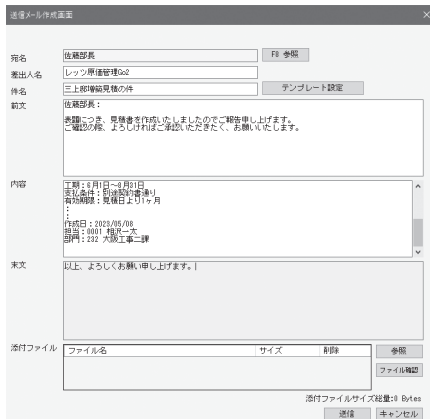 送信メール作成画面
宛名 佐藤部長 F8 参照
差出人名 レッツ原価管理Go2
件名 三上邸増築見積の件 テンプレート設定
前文 佐藤部長：
表題につき、見積書を作成いたしましたのでご報告申し上げます。
ご確認の際、よろしければご承認いただきたく、お願いいたします。
内容 工期：6月1日～8月31日
支払条件：別途契約書通り
有効期限：見積日より1ヶ月
：
：
作成日：2023/05/08
担当：0001 相沢一太
部門：232 大阪工事二課
末文 以上、よろしくお願い申し上げます。
添付ファイル ファイル名 サイズ 削除 参照
ファイル確認
添付ファイルサイズ総量:0 Bytes
送信 キャンセル